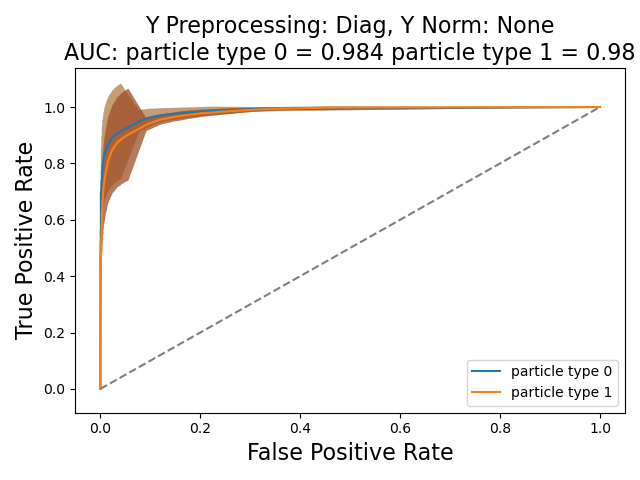 Y Preprocessing: Diag, Y Norm: None
AUC: particle type 0 = 0.984 particle type 1 = 0.98
True Positive Rate
1.0
0.8
0.6
0.4
0.2
0.0
particle type 0
particle type 1
0.0 0.2 0.4 0.6 0.8 1.0
False Positive Rate